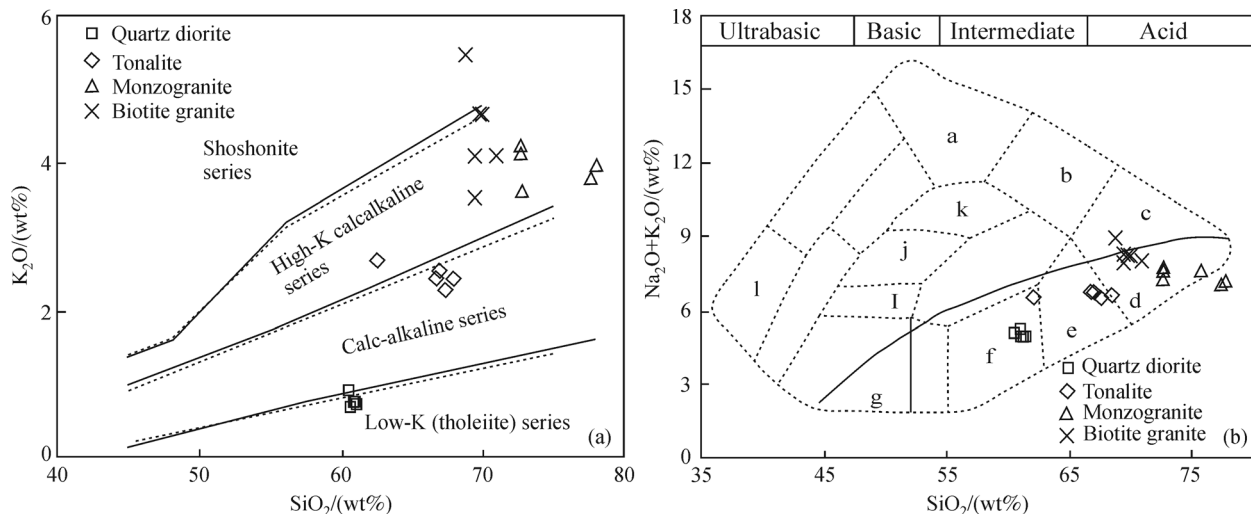 6
4
2
0
K₂O/(wt%)
Quartz diorite
Tonalite
Monzogranite
Biotite granite
Shoshonite
series
High-K calcalkaline
series
Calc-alkaline series
Low-K (tholeiite) series
(a)
40 50 60 70 80
SiO₂/(wt%)
Ultrabasic Basic Intermediate Acid
18
15
12
9
6
3
0
Na₂O+K₂O/(wt%)
a
b
c
k
j
l
I
d
e
f
g
Quartz diorite
Tonalite
Monzogranite
Biotite granite
(b)
35 45 55 65 75
SiO₂/(wt%)